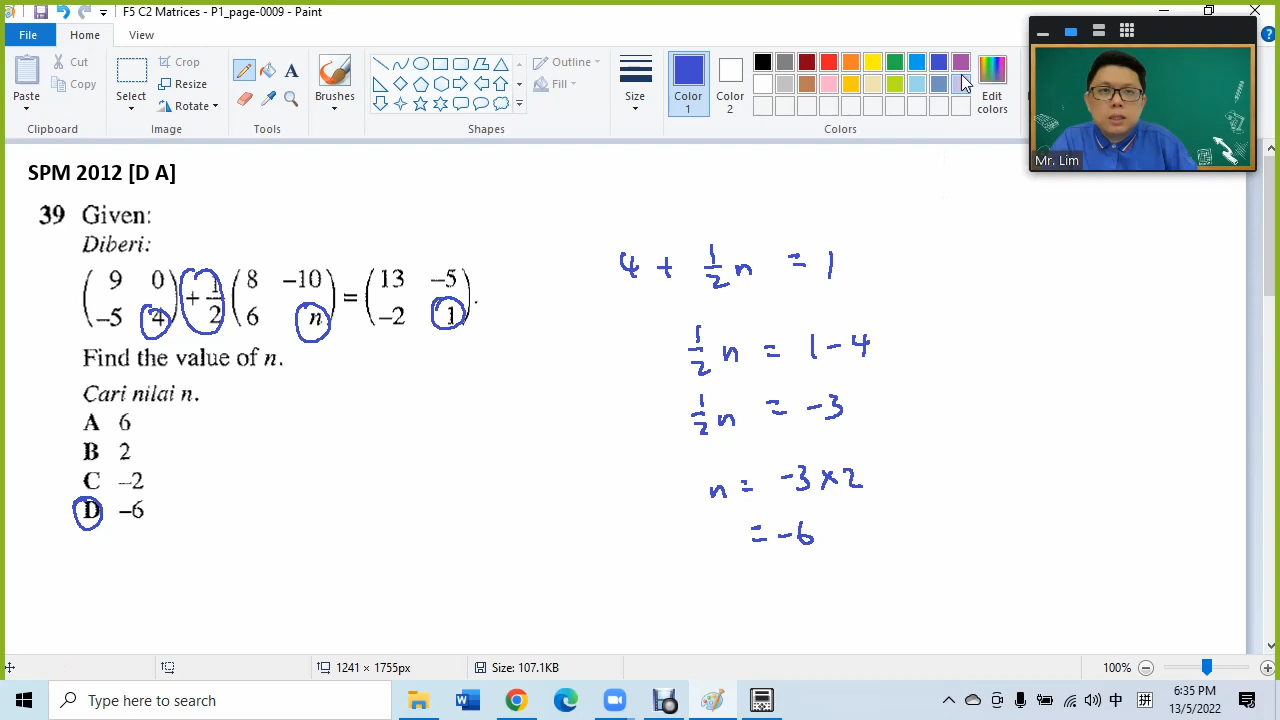 F5 C2 Matrices - P1_page-0009 - Paint
File Home View
Paste Cut Copy Clipboard
Select Crop Resize Rotate Image
A Tools
Brushes
Shapes Outline Fill
Size
Color 1 Color 2 Colors Edit colors
Mr. Lim
SPM 2012 [D A]
39 Given:
Diberi:
( 9 0 ) + 1/2 ( 8 −10 ) = ( 13 −5 )
( −5 4 ) ( 6 n ) ( −2 1 ) .
Find the value of n.
Cari nilai n.
A 6
B 2
C −2
D −6
4 + 1/2 n = 1
1/2 n = 1 − 4
1/2 n = −3
n = −3 × 2
= −6
1241 × 1755px Size: 107.1KB 100%
Type here to search
中 拼 6:35 PM
13/5/2022